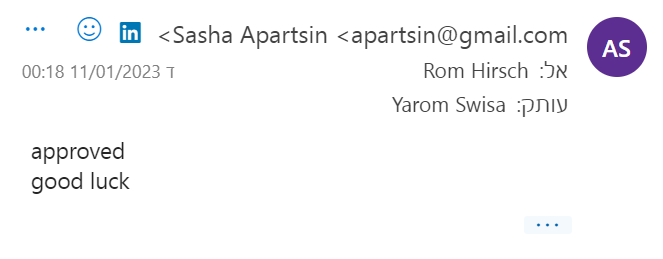 Sasha Apartsin <apartsin@gmail.com>
AS
אל: Rom Hirsch
ד 11/01/2023 00:18
עותק: Yarom Swisa
approved
good luck